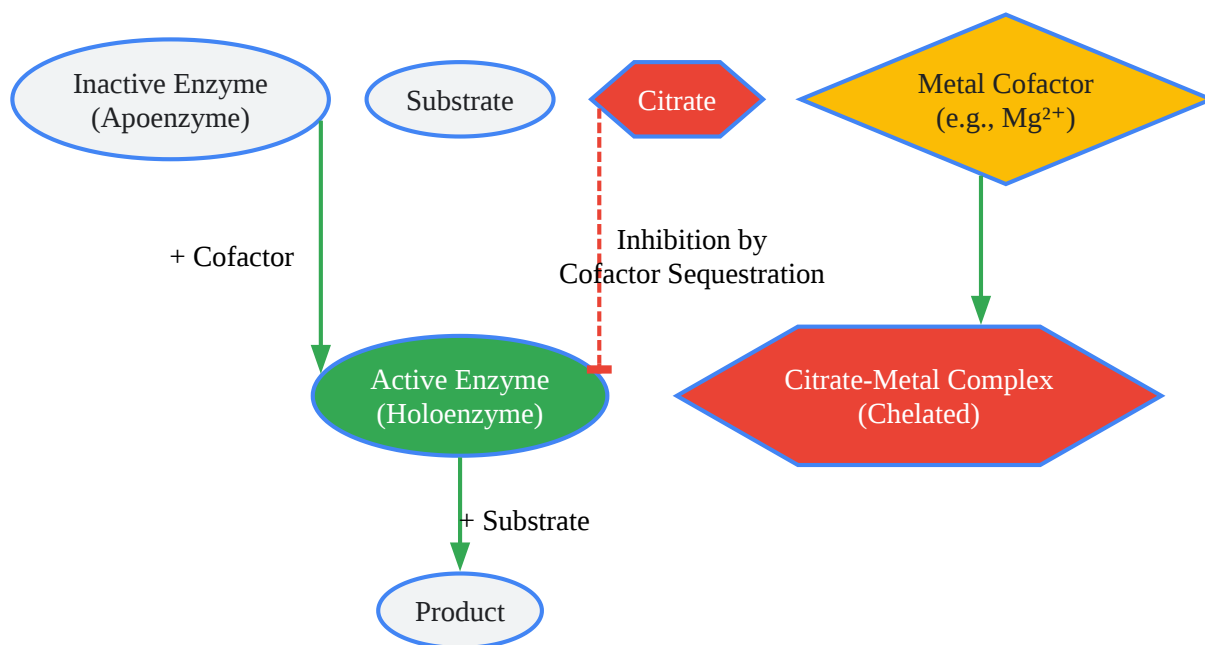 Inactive Enzyme
(Apoenzyme)
Substrate
Citrate
Metal Cofactor
(e.g., Mg²⁺)
+ Cofactor
Inhibition by
Cofactor Sequestration
Active Enzyme
(Holoenzyme)
Citrate-Metal Complex
(Chelated)
+ Substrate
Product